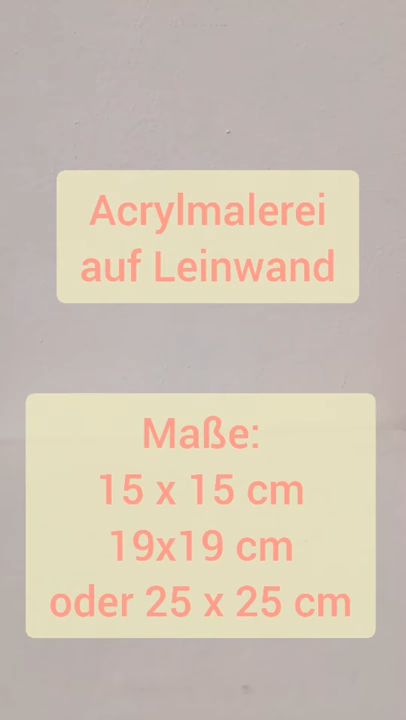 Acrylmalerei
auf Leinwand
Maße:
15 x 15 cm
19x19 cm
oder 25 x 25 cm